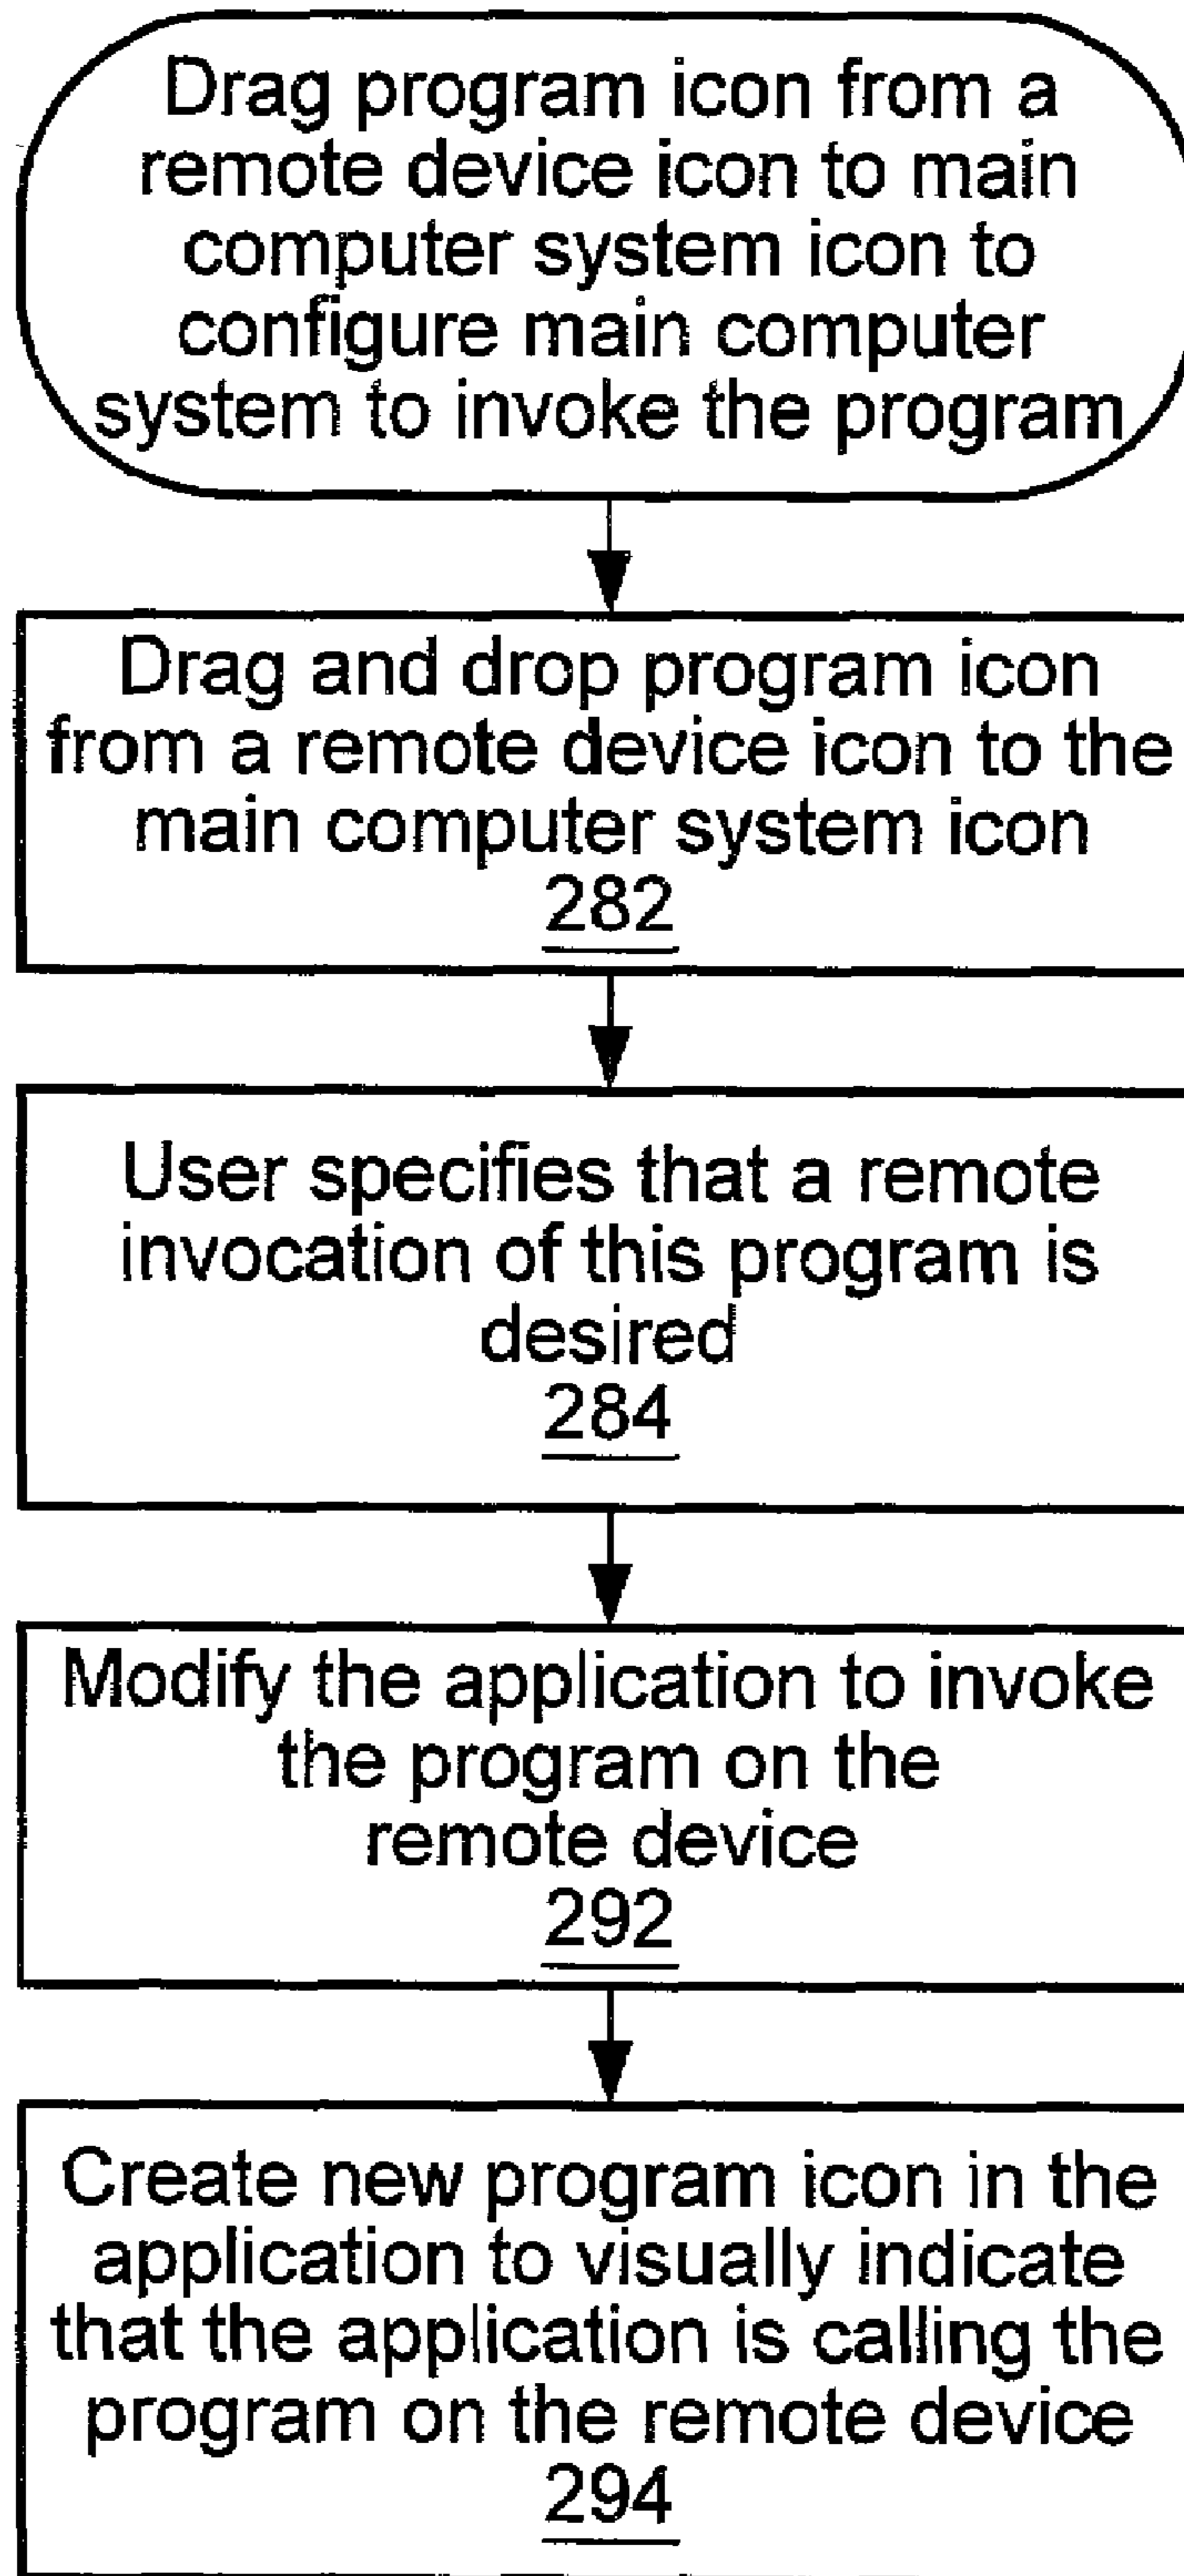 Drag program icon from a
remote device icon to main
computer system icon to
configure main computer
system to invoke the program
Drag and drop program icon
from a remote device icon to the
main computer system icon
282
User specifies that a remote
invocation of this program is
desired
284
Modify the application to invoke
the program on the
remote device
292
Create new program icon in the
application to visually indicate
that the application is calling the
program on the remote device
294